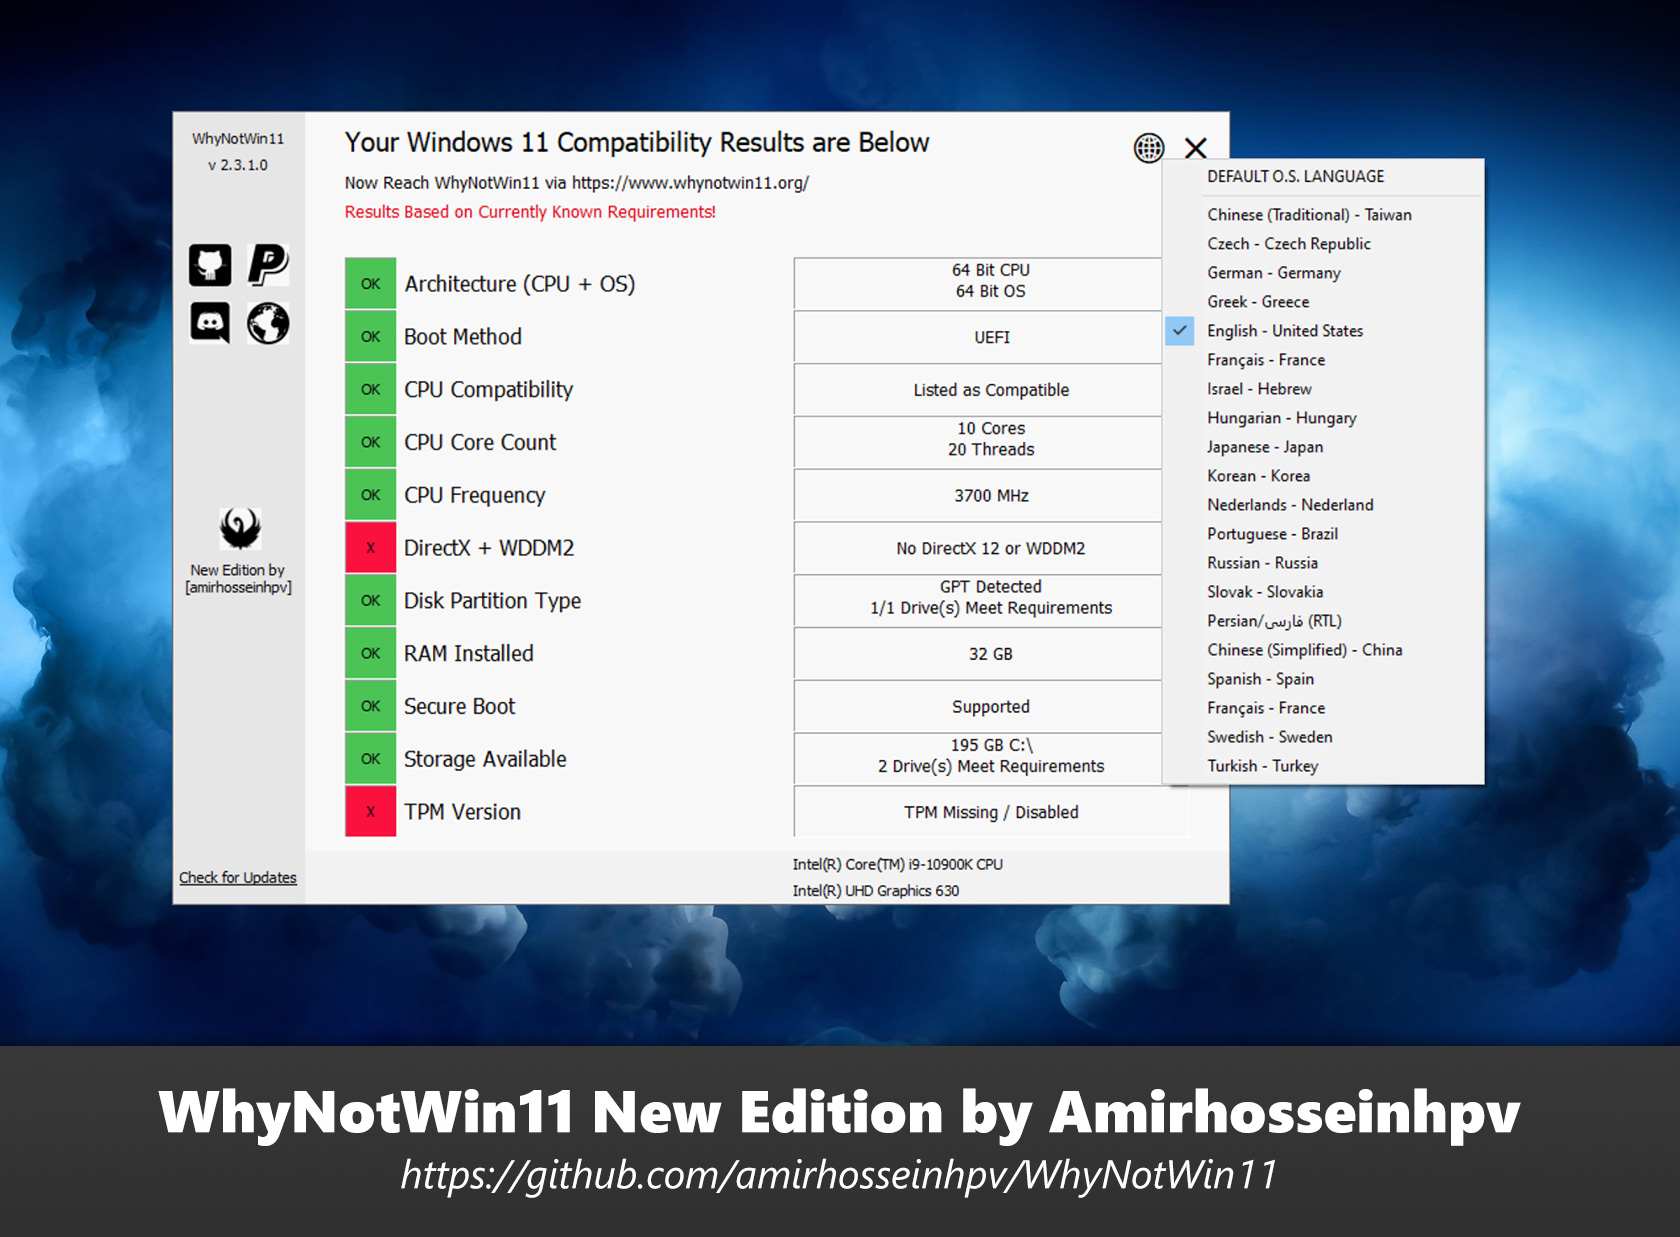 WhyNotWin11
v 2.3.1.0
New Edition by
[amirhosseinhpv]
Check for Updates
Your Windows 11 Compatibility Results are Below
Now Reach WhyNotWin11 via https://www.whynotwin11.org/
Results Based on Currently Known Requirements!
OK Architecture (CPU + OS)
64 Bit CPU
64 Bit OS
OK Boot Method UEFI
OK CPU Compatibility Listed as Compatible
OK CPU Core Count
10 Cores
20 Threads
OK CPU Frequency 3700 MHz
X DirectX + WDDM2 No DirectX 12 or WDDM2
OK Disk Partition Type
GPT Detected
1/1 Drive(s) Meet Requirements
OK RAM Installed 32 GB
OK Secure Boot Supported
OK Storage Available
195 GB C:\
2 Drive(s) Meet Requirements
X TPM Version TPM Missing / Disabled
Intel(R) Core(TM) i9-10900K CPU
Intel(R) UHD Graphics 630
DEFAULT O.S. LANGUAGE
Chinese (Traditional) - Taiwan
Czech - Czech Republic
German - Germany
Greek - Greece
English - United States
Français - France
Israel - Hebrew
Hungarian - Hungary
Japanese - Japan
Korean - Korea
Nederlands - Nederland
Portuguese - Brazil
Russian - Russia
Slovak - Slovakia
Persian/فارسی (RTL)
Chinese (Simplified) - China
Spanish - Spain
Français - France
Swedish - Sweden
Turkish - Turkey
WhyNotWin11 New Edition by Amirhosseinhpv
https://github.com/amirhosseinhpv/WhyNotWin11